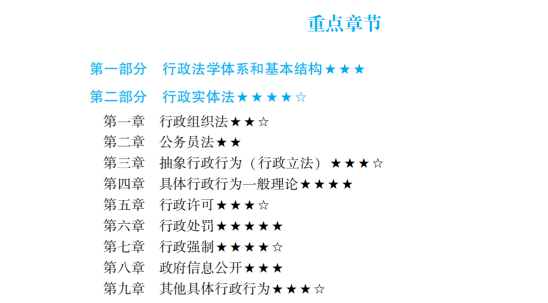 重点章节
第一部分 行政法学体系和基本结构★★★
第二部分 行政实体法★★★★☆
第一章 行政组织法★★☆
第二章 公务员法★★
第三章 抽象行政行为（行政立法）★★★☆
第四章 具体行政行为一般理论★★★★
第五章 行政许可★★★☆
第六章 行政处罚★★★★★
第七章 行政强制★★★★☆
第八章 政府信息公开★★★
第九章 其他具体行政行为★★★☆